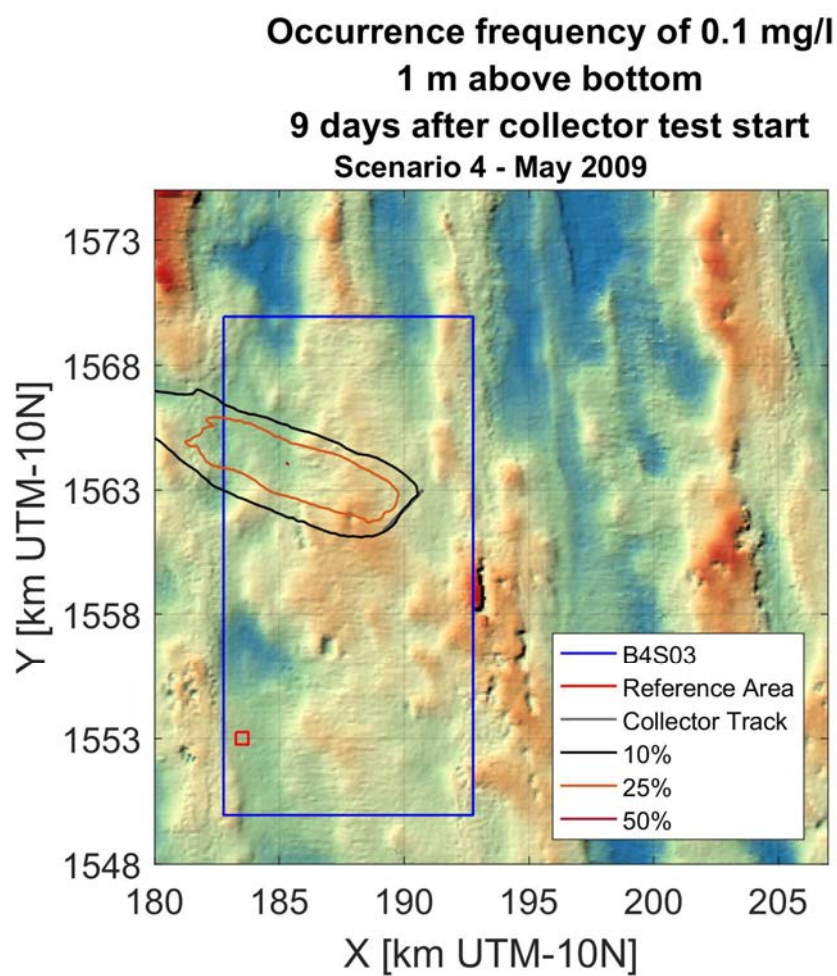 Occurrence frequency of 0.1 mg/l
1 m above bottom
9 days after collector test start
Scenario 4 - May 2009
1573
1568
1563
1558
1553
1548
Y [km UTM-10N]
180 185 190 195 200 205
X [km UTM-10N]
B4S03
Reference Area
Collector Track
10%
25%
50%